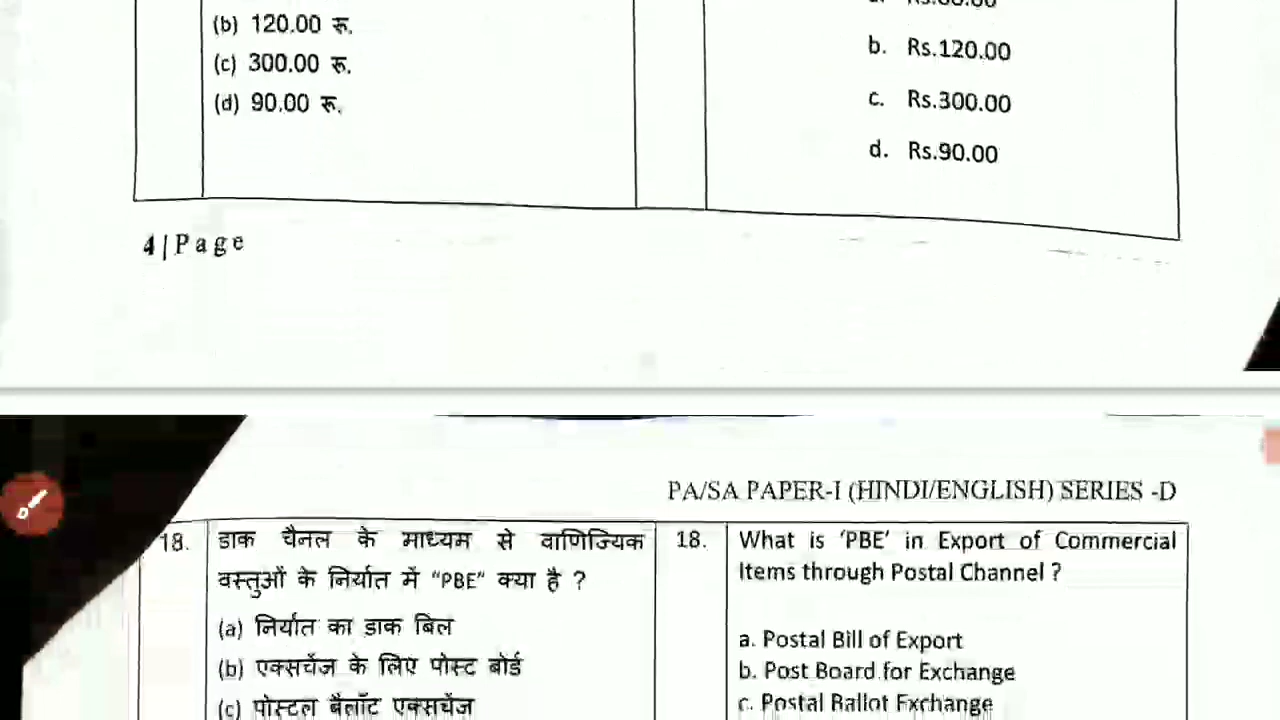 (b) 120.00 रू.
(c) 300.00 रू.
(d) 90.00 रू.
b. Rs.120.00
c. Rs.300.00
d. Rs.90.00
4|Page
PA/SA PAPER-I (HINDI/ENGLISH) SERIES -D
18. डाक चैनल के माध्यम से वाणिज्यिक
वस्तुओं के निर्यात में “PBE” क्या है ?
(a) निर्यात का डाक बिल
(b) एक्सचेंज के लिए पोस्ट बोर्ड
(c) पोस्टल बैलॉट एक्सचेंज
18. What is ‘PBE’ in Export of Commercial
Items through Postal Channel ?
a. Postal Bill of Export
b. Post Board for Exchange
c. Postal Ballot Exchange